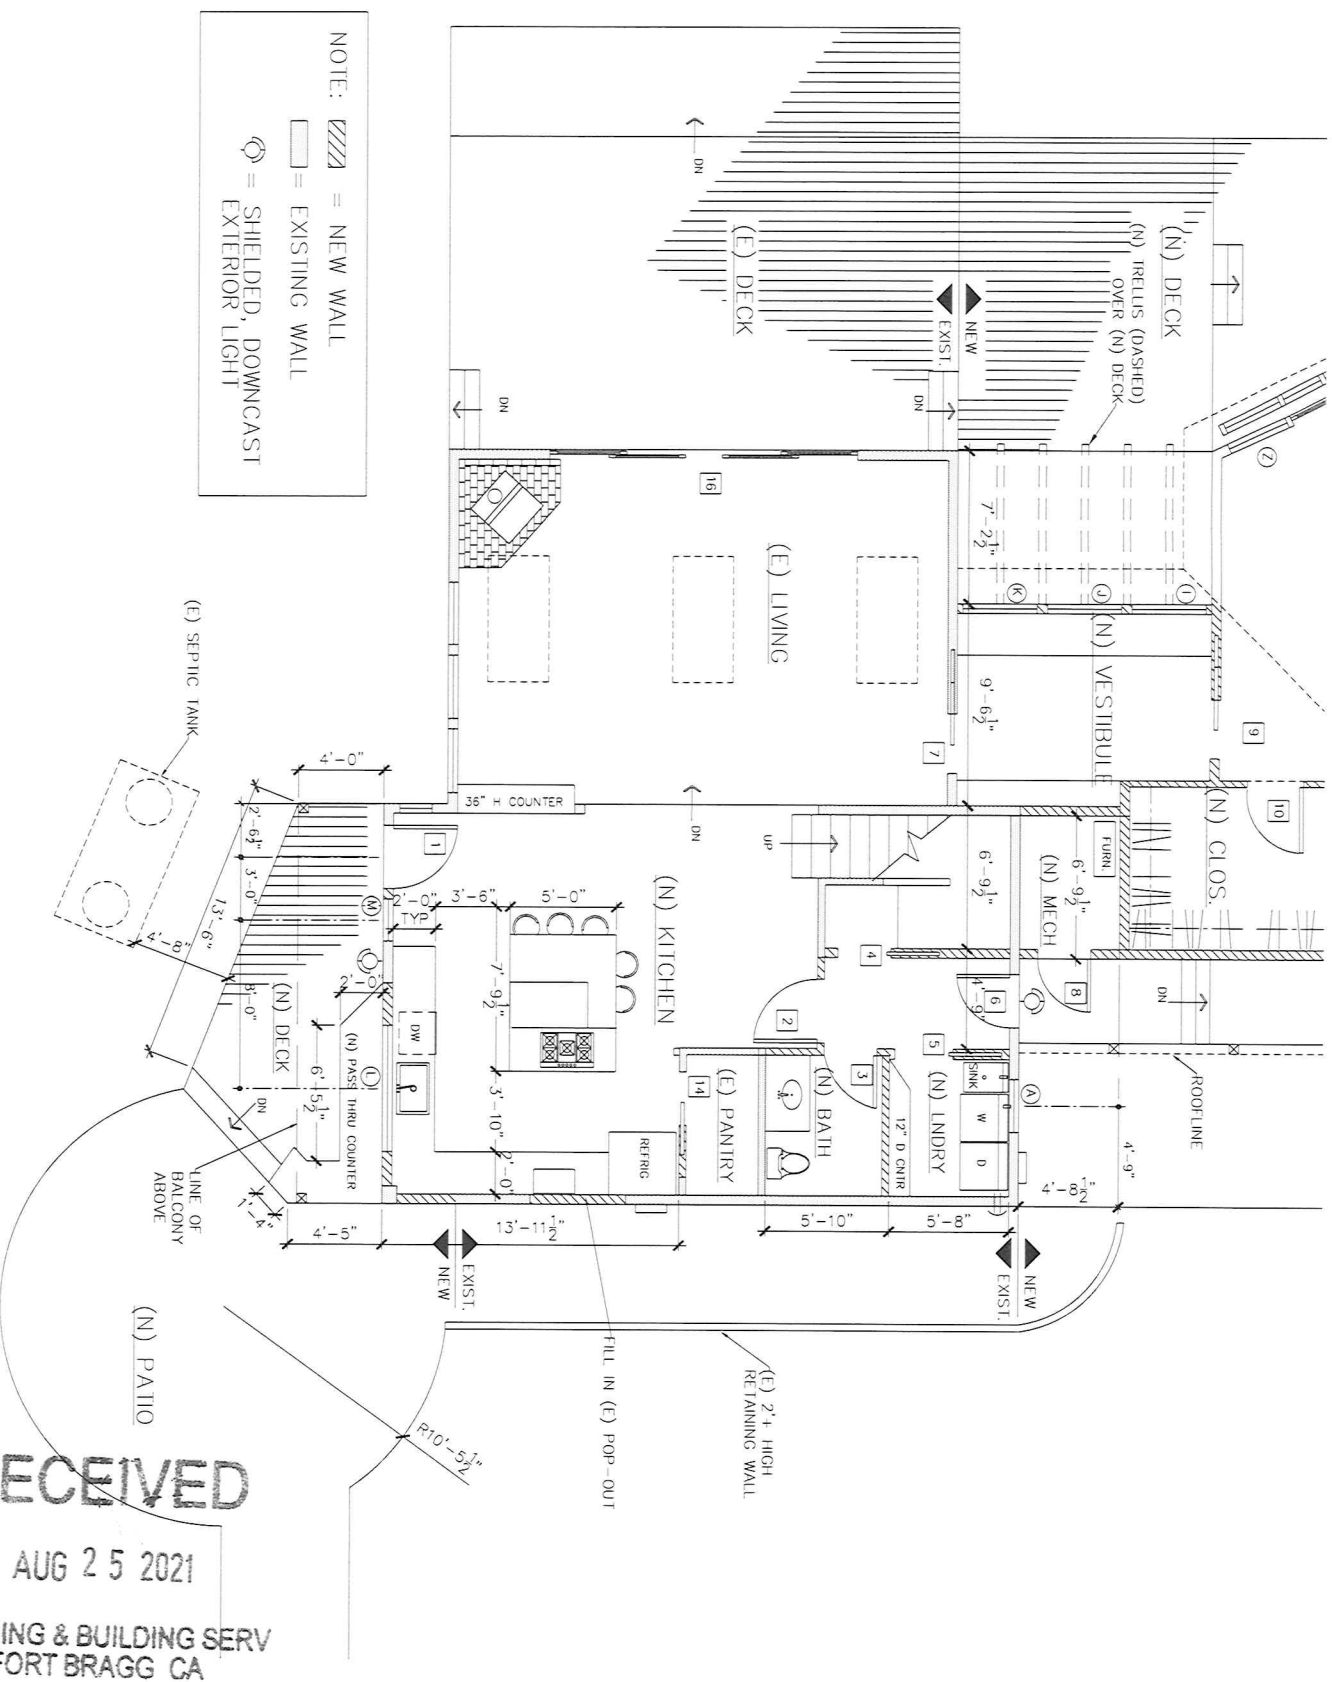 NOTE:
= NEW WALL
= EXISTING WALL
= SHIELDED, DOWNCAST
EXTERIOR LIGHT
DN
(E) DECK
(N) DECK
(N) TRELLIS (DASHED)
OVER (N) DECK
NEW
EXIST.
DN
DN
Z
16
7'-2½"
I
J
K
(E) LIVING
(N) VESTIBULE
9'-6½"
9
7
10
(N) CLOS.
36" H COUNTER
DN
UP
6'-9½"
FURN.
6'-9½"
(N) MECH
(E) SEPTIC TANK
4'-0"
2'-6½"
3'-0"
13'-6"
4'-8"
8'-0"
1
M
2'-0"
TYP
3'-6"
5'-0"
7'-9½"
(N) KITCHEN
4
4'-9"
6
8
DN
2'-0"
(N) DECK
DW
2
5
3
14
SINK
W
D
A
ROOFLINE
(N) PASS THRU COUNTER
L
6'-5½"
3'-10"
2'-0"
REFRIG
(E) PANTRY
(N) BATH
12" D CNTR
(N) LNDRY
4'-9"
4'-8½"
DN
LINE OF
BALCONY
ABOVE
1'-4"
4'-5"
13'-11½"
5'-10"
5'-8"
EXIST.
NEW
NEW
EXIST.
(N) PATIO
FILL IN (E) POP-OUT
(E) 2'+ HIGH
RETAINING WALL
R10'-5½"
ECEIVED
AUG 25 2021
ING & BUILDING SERV
FORT BRAGG CA